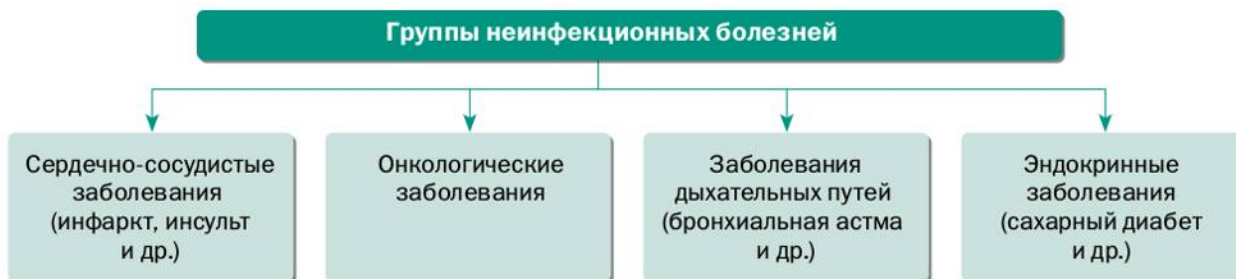 Группы неинфекционных болезней
Сердечно-сосудистые
заболевания
(инфаркт, инсульт
и др.)
Онкологические
заболевания
Заболевания
дыхательных путей
(бронхиальная астма
и др.)
Эндокринные
заболевания
(сахарный диабет
и др.)